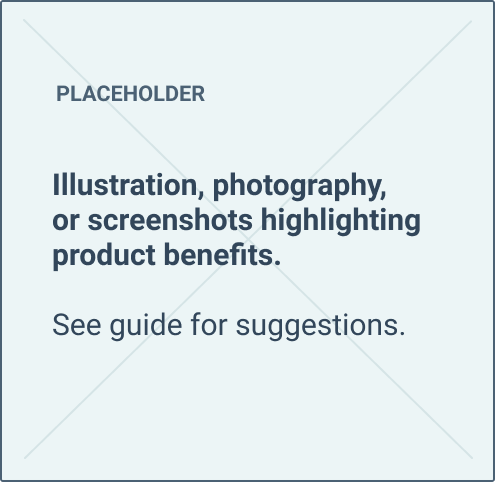 PLACEHOLDER
Illustration, photography,
or screenshots highlighting
product benefits.
See guide for suggestions.